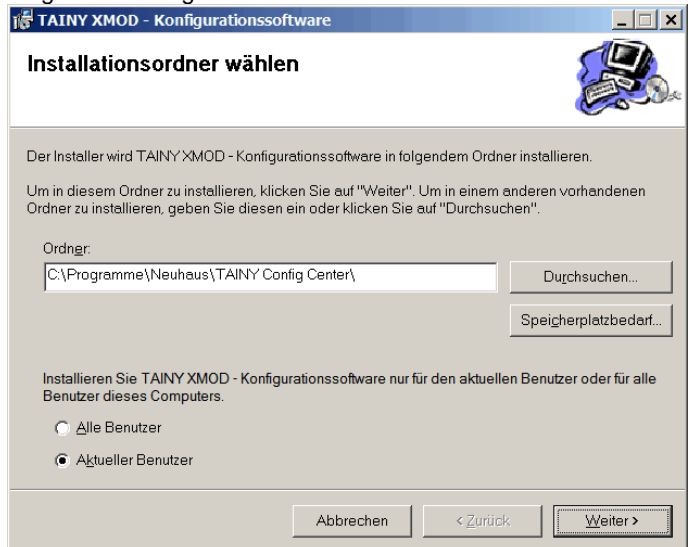 TAINY XMOD - Konfigurationssoftware
Installationsordner wählen
Der Installer wird TAINY XMOD - Konfigurationssoftware in folgendem Ordner installieren.
Um in diesem Ordner zu installieren, klicken Sie auf "Weiter". Um in einem anderen vorhandenen
Ordner zu installieren, geben Sie diesen ein oder klicken Sie auf "Durchsuchen".
Ordner:
C:\Programme\Neuhaus\TAINY Config Center\
Durchsuchen...
Speicherplatzbedarf...
Installieren Sie TAINY XMOD - Konfigurationssoftware nur für den aktuellen Benutzer oder für alle
Benutzer dieses Computers.
Alle Benutzer
Aktueller Benutzer
Abbrechen
< Zurück
Weiter >